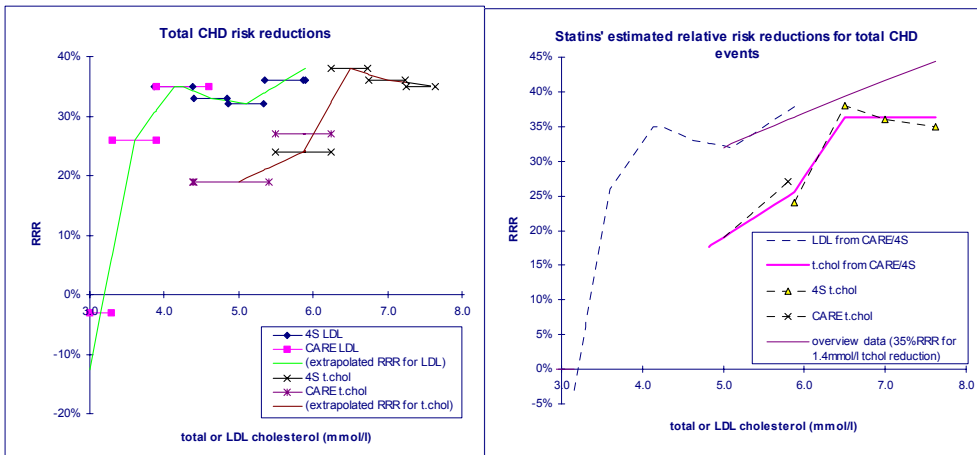 Total CHD risk reductions
40%
30%
20%
10%
0%
-10%
-20%
3.0
4.0
5.0
6.0
7.0
8.0
RRR
4S LDL
CARE LDL
(extrapolated RRR for LDL)
4S t.chol
CARE t.chol
(extrapolated RRR for t.chol)
total or LDL cholesterol (mmol/l)
Statins' estimated relative risk reductions for total CHD
events
45%
40%
35%
30%
25%
20%
15%
10%
5%
0%
-5%
3.0
4.0
5.0
6.0
7.0
8.0
RRR
LDL from CARE/4S
t.chol from CARE/4S
4S t.chol
CARE t.chol
overview data (35%RRR for
1.4mmol/l tchol reduction)
total or LDL cholesterol (mmol/l)